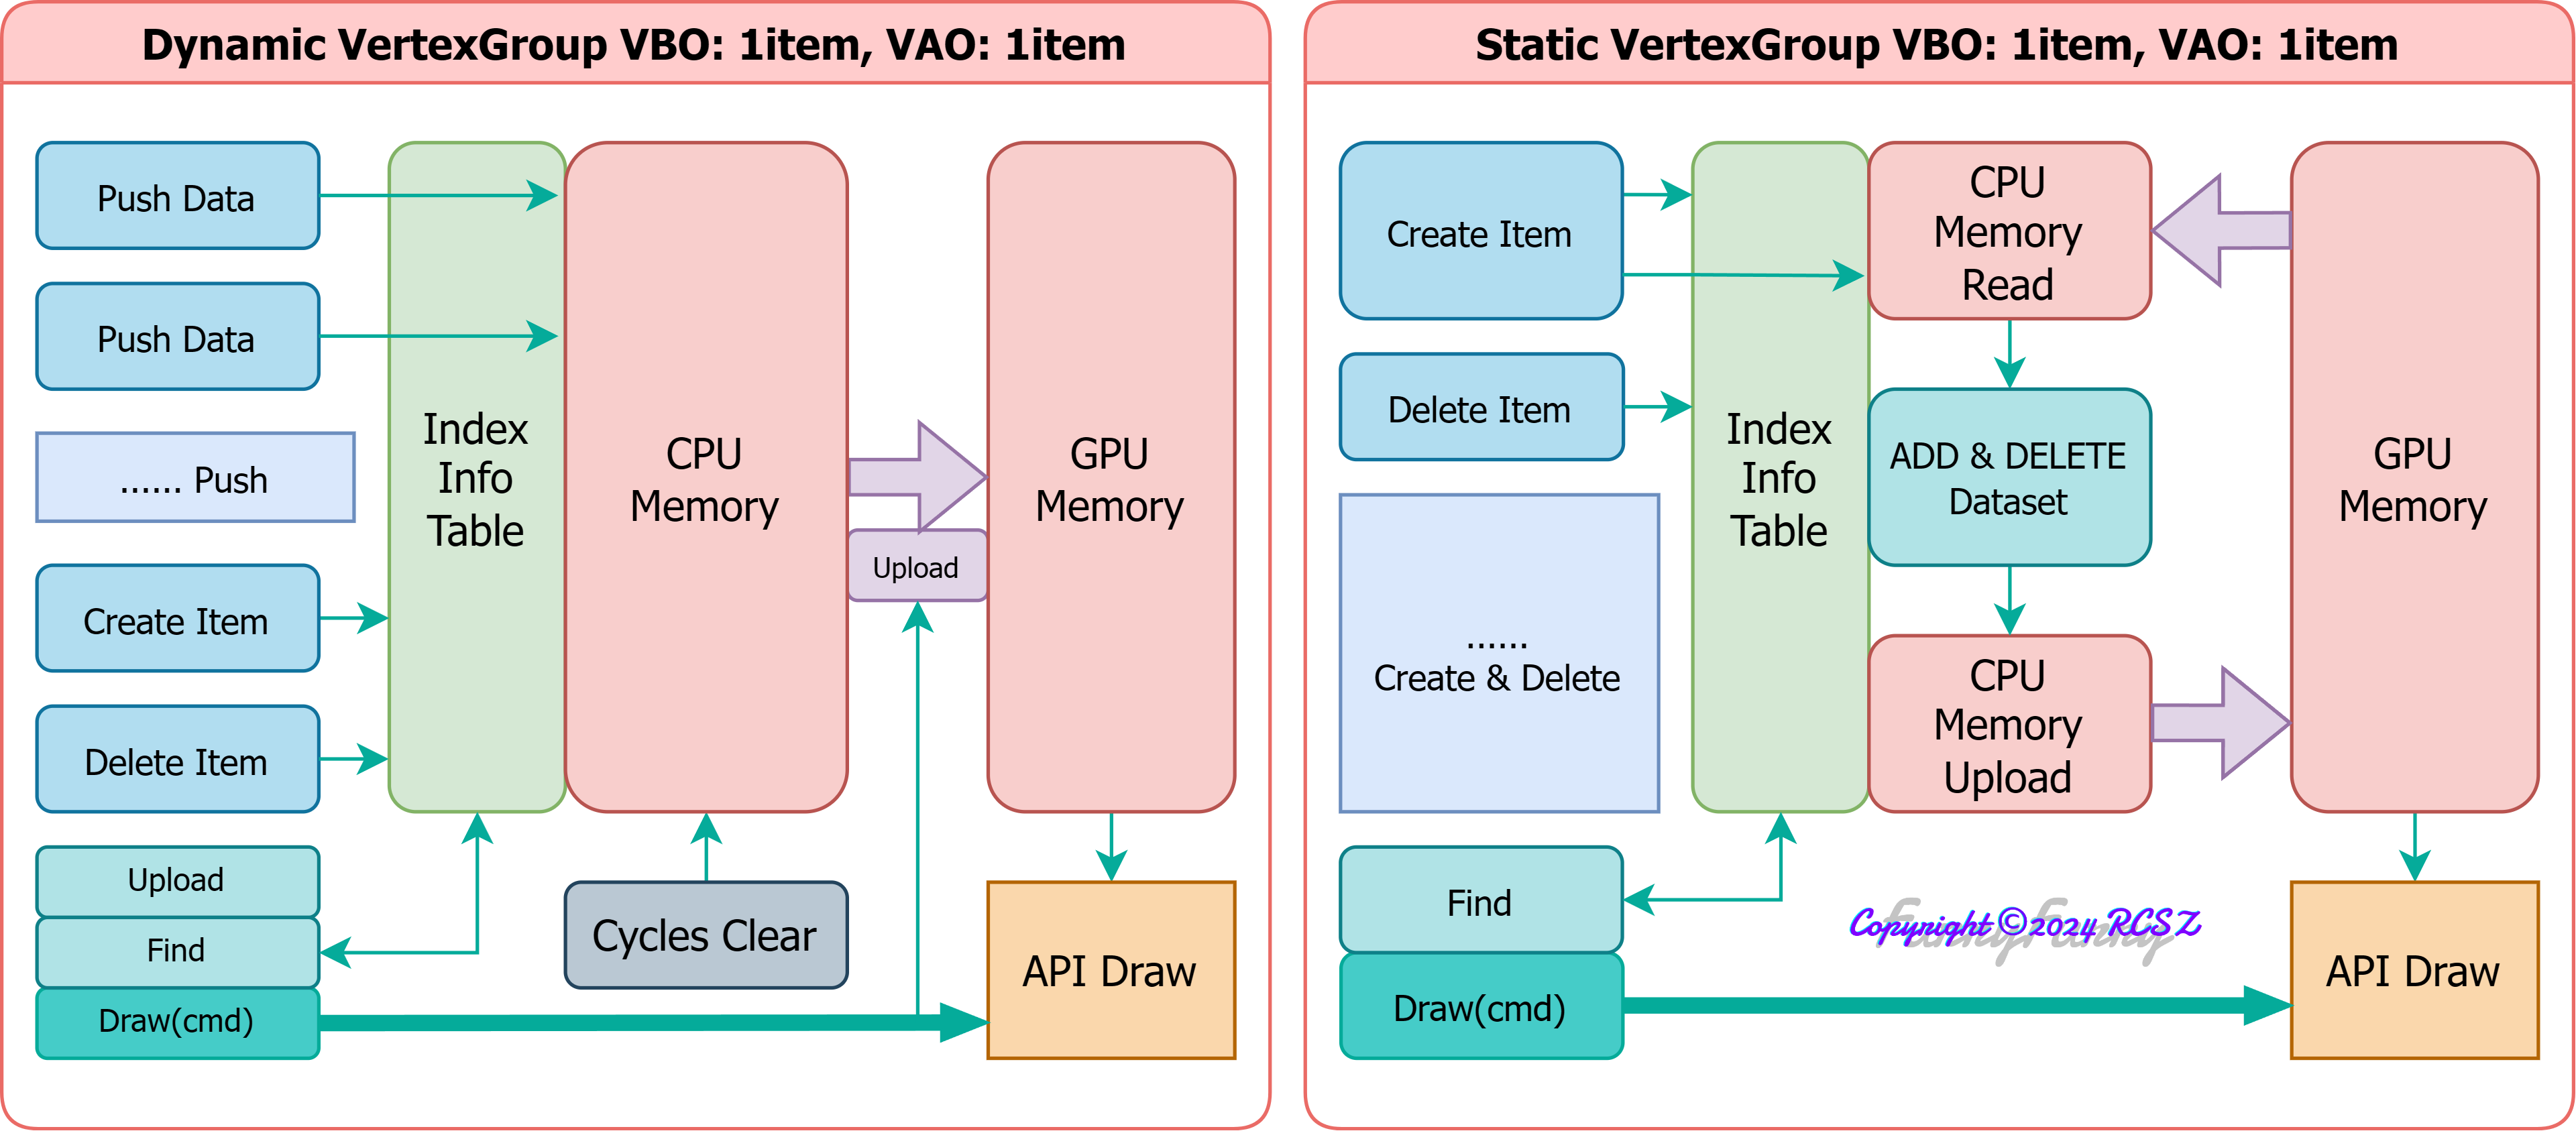 Dynamic VertexGroup VBO: 1item, VAO: 1item
Push Data
Push Data
...... Push
Create Item
Delete Item
Upload
Find
Draw(cmd)
Index
Info
Table
CPU
Memory
Cycles Clear
Upload
GPU
Memory
API Draw
Static VertexGroup VBO: 1item, VAO: 1item
Create Item
Delete Item
......
Create & Delete
Find
Draw(cmd)
Index
Info
Table
CPU
Memory
Read
ADD & DELETE
Dataset
CPU
Memory
Upload
GPU
Memory
Copyright ©2024 RCSZ
API Draw